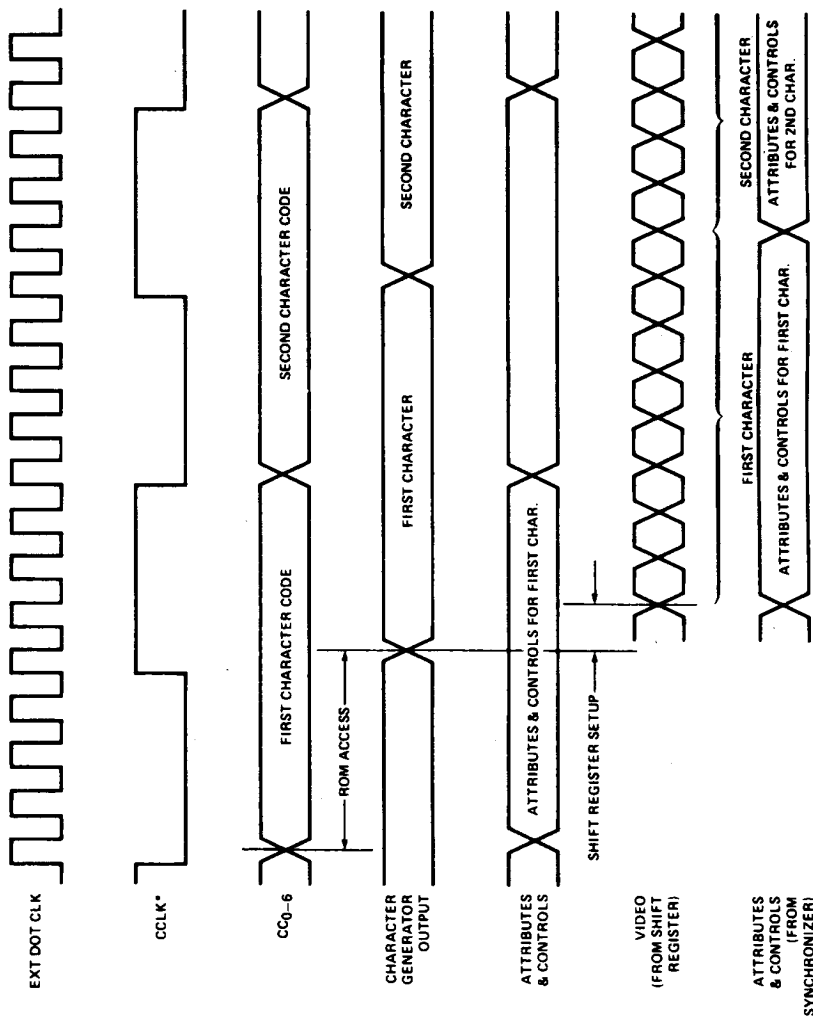 EXT DOT CLK
CCLK*
CC0–6
FIRST CHARACTER CODE
SECOND CHARACTER CODE
ROM ACCESS
CHARACTER
GENERATOR
OUTPUT
FIRST CHARACTER
SECOND CHARACTER
ATTRIBUTES
& CONTROLS
ATTRIBUTES & CONTROLS FOR FIRST CHAR.
SHIFT REGISTER SETUP
VIDEO
(FROM SHIFT
REGISTER)
FIRST CHARACTER
SECOND CHARACTER
ATTRIBUTES
& CONTROLS
(FROM
SYNCHRONIZER)
ATTRIBUTES & CONTROLS FOR FIRST CHAR.
ATTRIBUTES & CONTROLS
FOR 2ND CHAR.